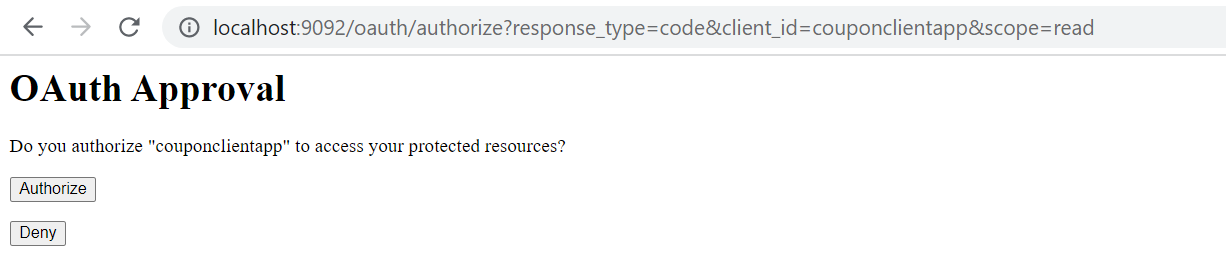 localhost:9092/oauth/authorize?response_type=code&client_id=couponclientapp&scope=read
OAuth Approval
Do you authorize "couponclientapp" to access your protected resources?
Authorize
Deny